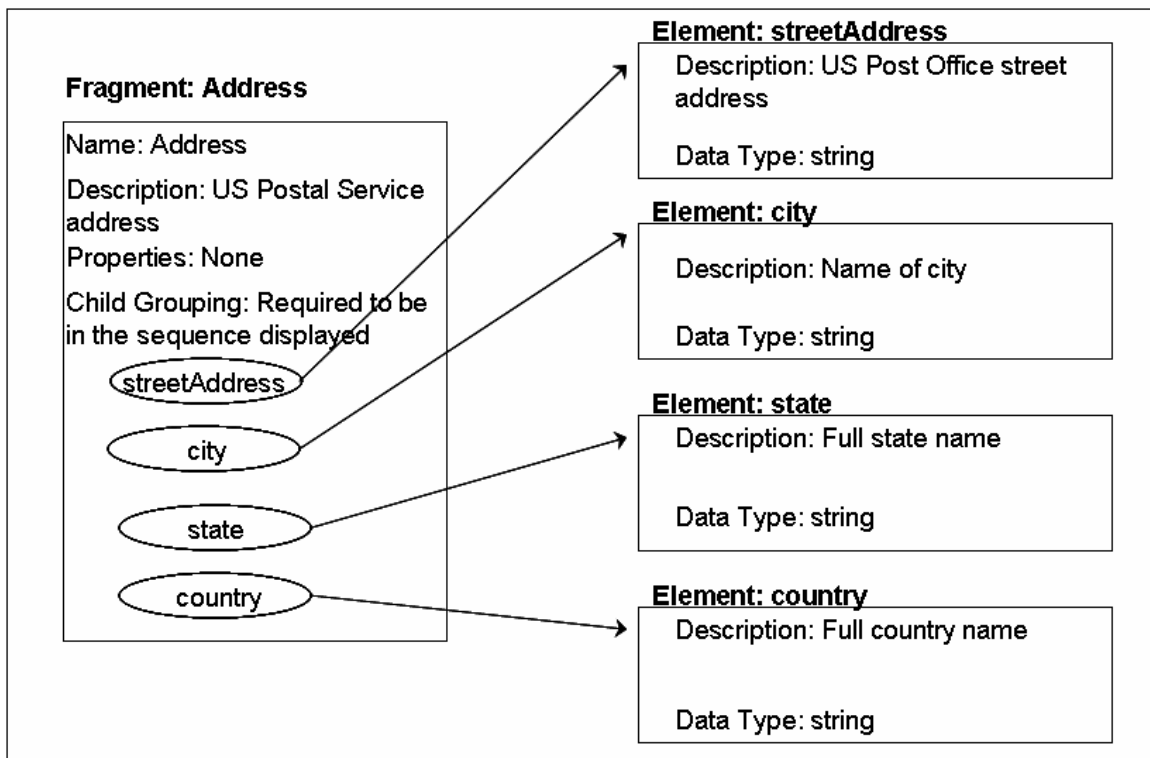 Fragment: Address
Name: Address
Description: US Postal Service
address
Properties: None
Child Grouping: Required to be
in the sequence displayed
streetAddress
city
state
country
Element: streetAddress
Description: US Post Office street
address
Data Type: string
Element: city
Description: Name of city
Data Type: string
Element: state
Description: Full state name
Data Type: string
Element: country
Description: Full country name
Data Type: string